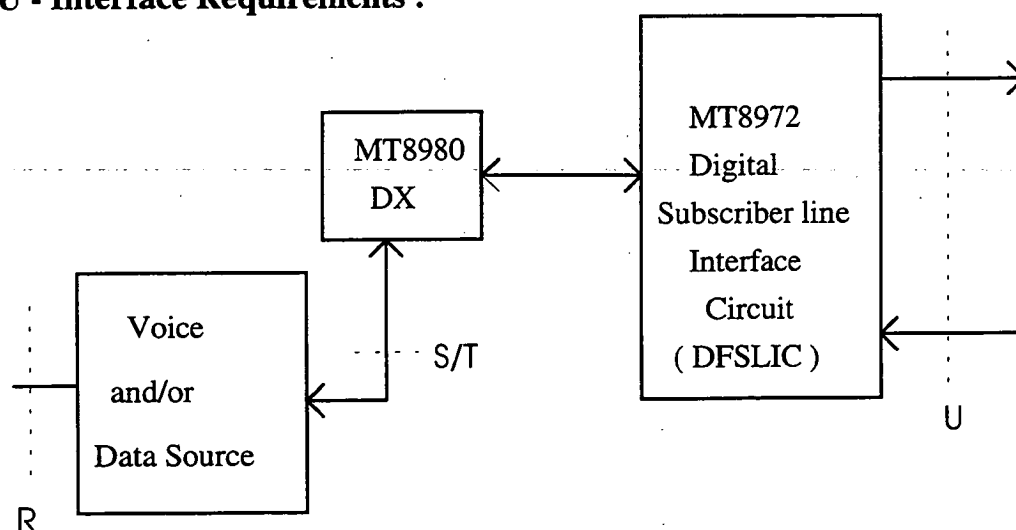 U - Interface Requirements :
MT8980
DX
MT8972
Digital
Subscriber line
Interface
Circuit
( DFSLIC )
Voice
and/or
Data Source
S/T
U
R